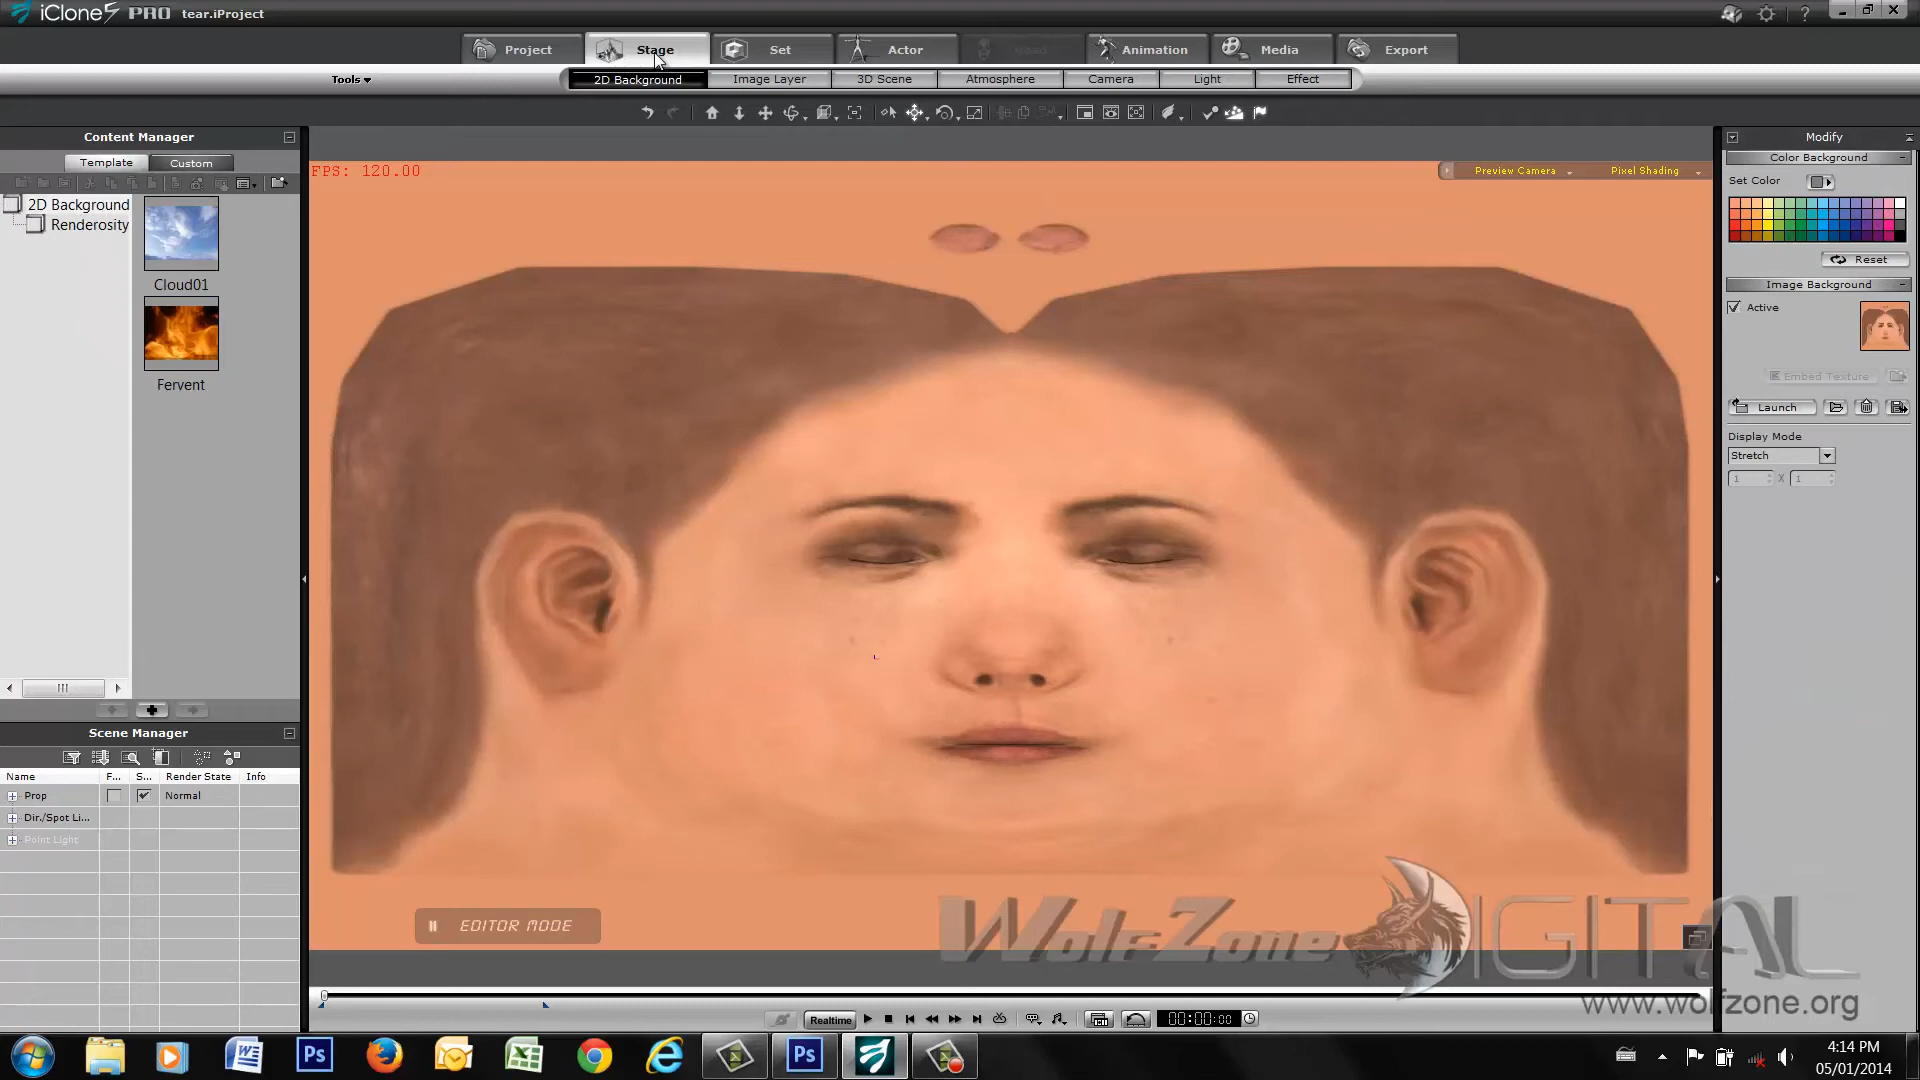 iClone5 PRO tear.iProject
Project Stage Set Actor Head Animation Media Export
Tools 2D Background Image Layer 3D Scene Atmosphere Camera Light Effect
Content Manager
Template Custom
2D Background
Renderosity
Cloud01
Fervent
Scene Manager
Name F... S... Render State Info
Prop Normal
Dir./Spot Li...
Point Light
FPS: 120.00
Preview Camera Pixel Shading
EDITOR MODE
WolfZone DIGITAL
www.wolfzone.org
Realtime 00:00:00
Modify
Color Background
Set Color
Reset
Image Background
Active
Embed Texture
Launch
Display Mode
Stretch
1 X 1
4:14 PM
05/01/2014